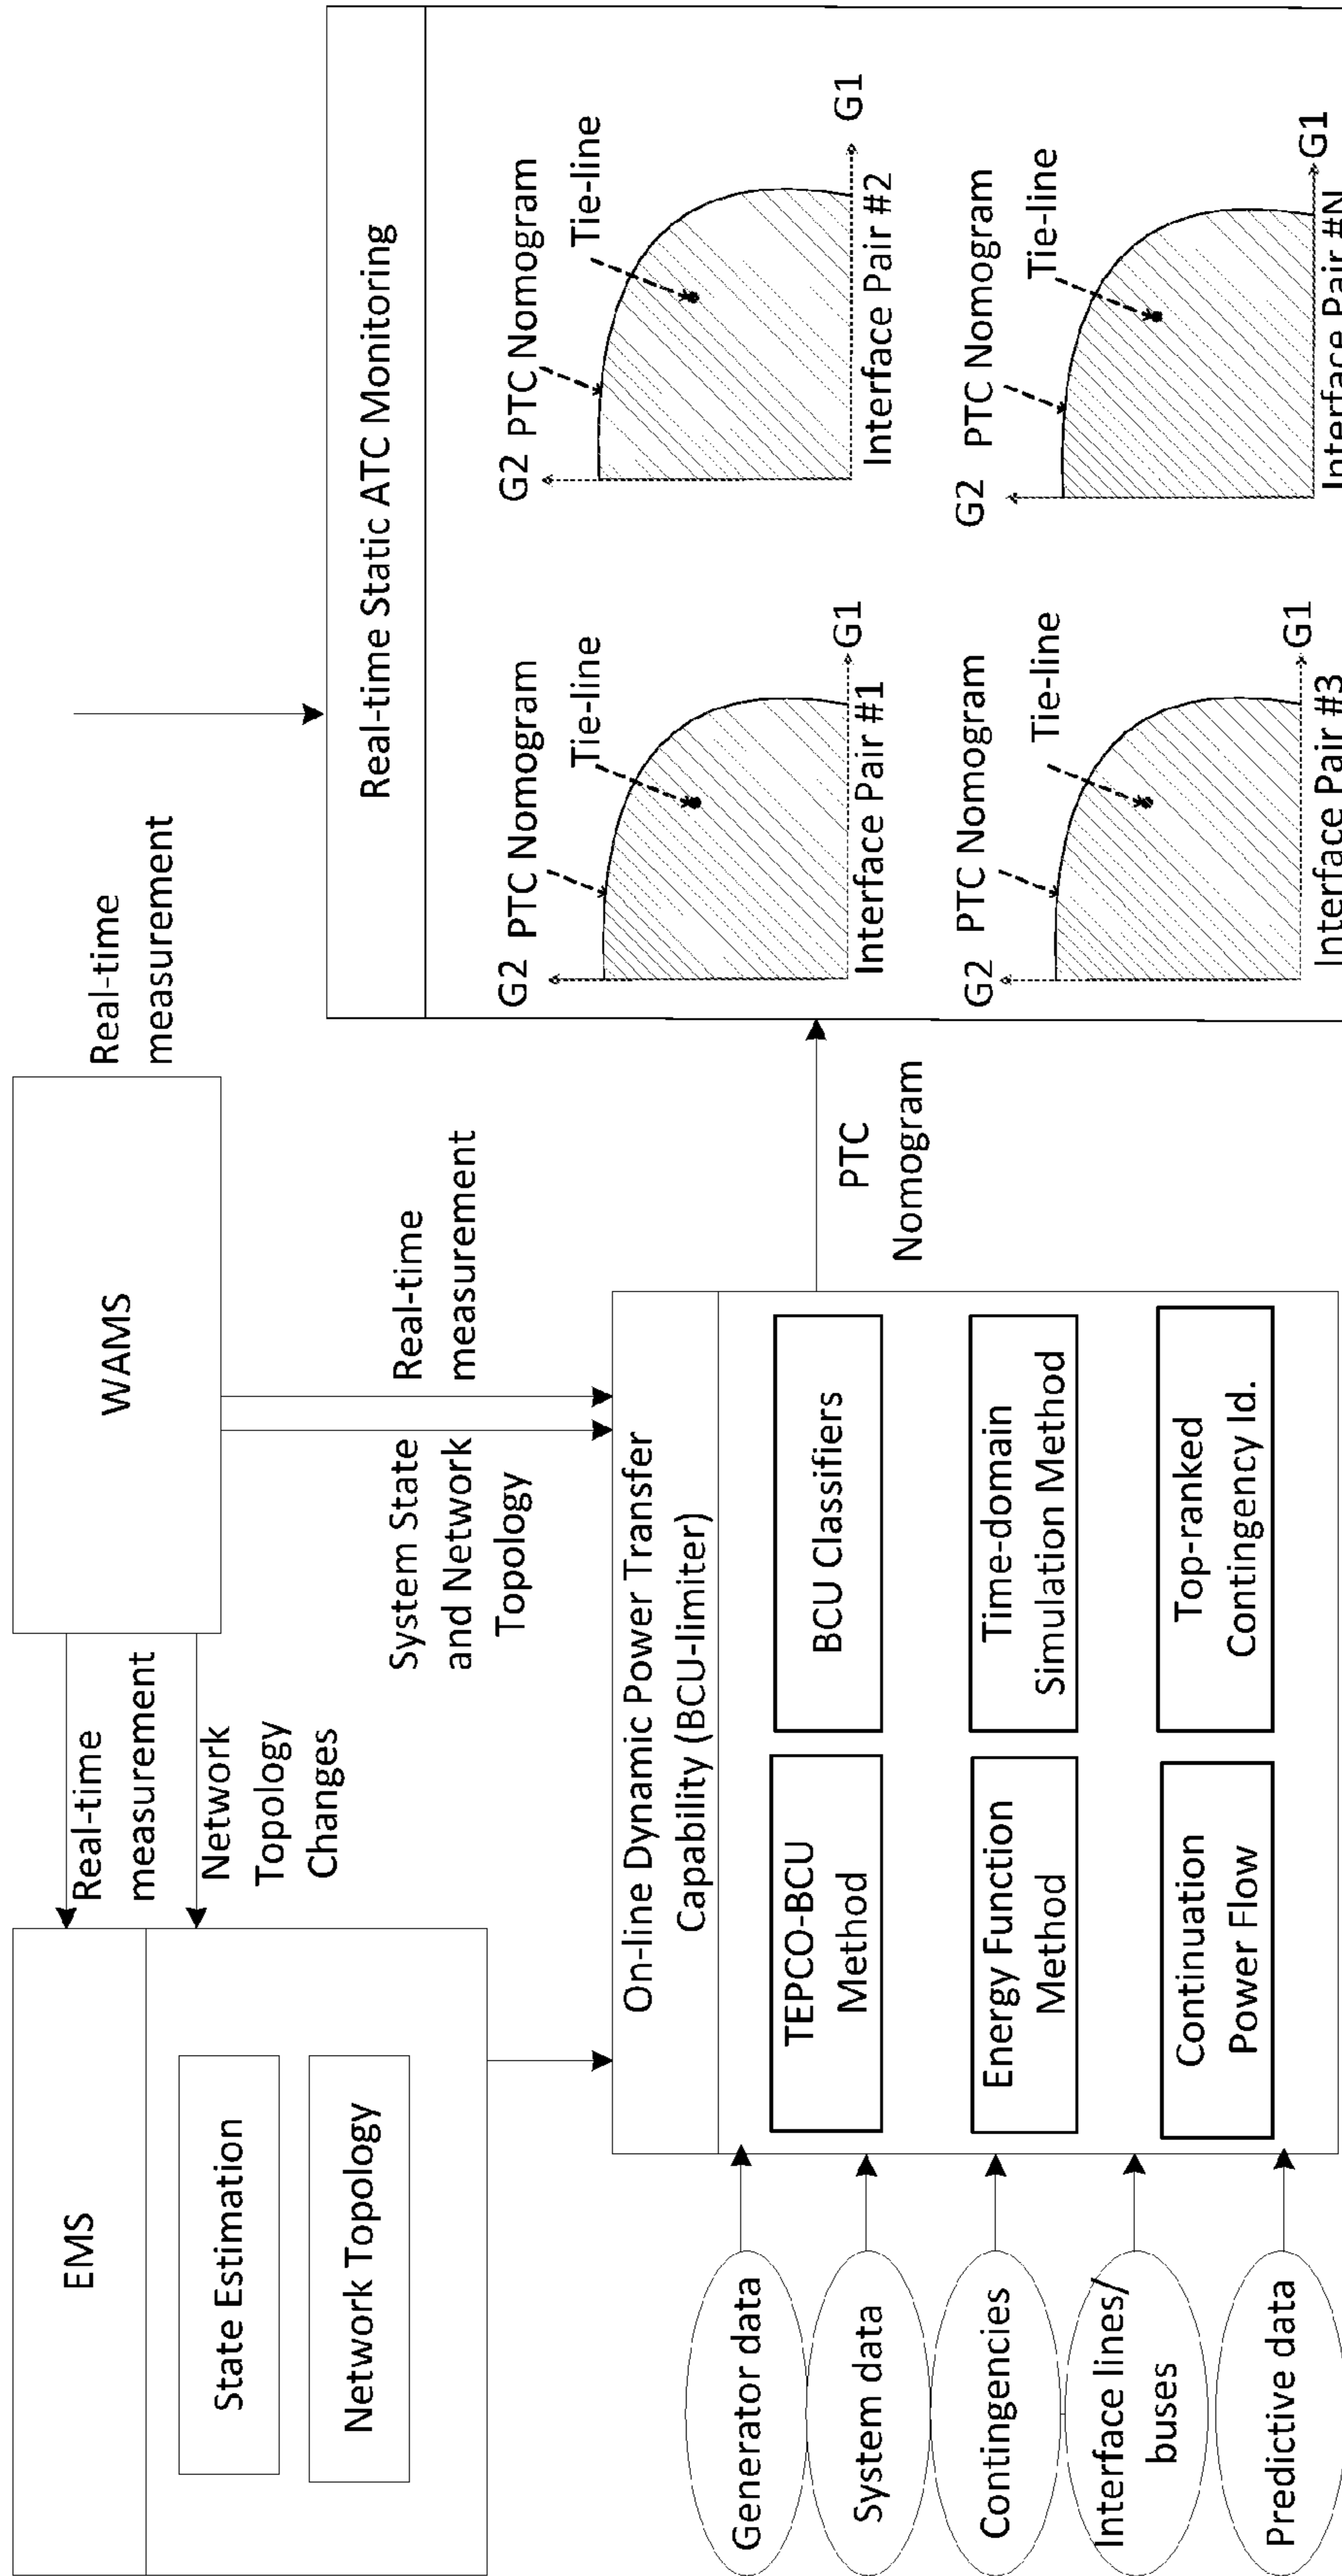 EMS
State Estimation
Network Topology
Real-time
measurement
Network
Topology
Changes
WAMS
Real-time
measurement
System State
and Network
Topology
Real-time
measurement
Generator data
System data
Contingencies
Interface lines/
buses
Predictive data
On-line Dynamic Power Transfer
Capability (BCU-limiter)
TEPCO-BCU
Method
BCU Classifiers
Energy Function
Method
Time-domain
Simulation Method
Continuation
Power Flow
Top-ranked
Contingency Id.
PTC
Nomogram
Real-time Static ATC Monitoring
G2
PTC Nomogram
Tie-line
G1
Interface Pair #1
G2
PTC Nomogram
Tie-line
G1
Interface Pair #2
G2
PTC Nomogram
Tie-line
G1
Interface Pair #3
G2
PTC Nomogram
Tie-line
G1
Interface Pair #N